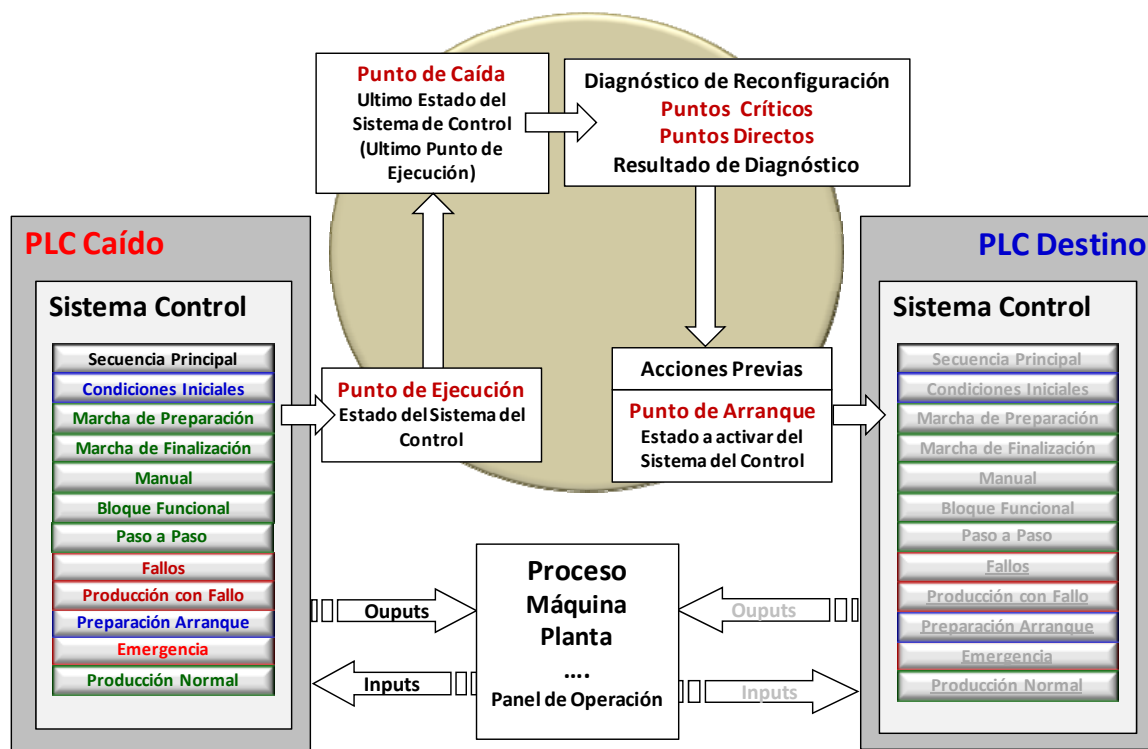 Punto de Caída
Ultimo Estado del
Sistema de Control
(Ultimo Punto de
Ejecución)
Diagnóstico de Reconfiguración
Puntos Críticos
Puntos Directos
Resultado de Diagnóstico
PLC Caído
Sistema Control
Secuencia Principal
Condiciones Iniciales
Marcha de Preparación
Marcha de Finalización
Manual
Bloque Funcional
Paso a Paso
Fallos
Producción con Fallo
Preparación Arranque
Emergencia
Producción Normal
Punto de Ejecución
Estado del Sistema del
Control
Acciones Previas
Punto de Arranque
Estado a activar del
Sistema del Control
Ouputs
Inputs
Proceso
Máquina
Planta
....
Panel de Operación
Ouputs
Inputs
PLC Destino
Sistema Control
Secuencia Principal
Condiciones Iniciales
Marcha de Preparación
Marcha de Finalización
Manual
Bloque Funcional
Paso a Paso
Fallos
Producción con Fallo
Preparación Arranque
Emergencia
Producción Normal